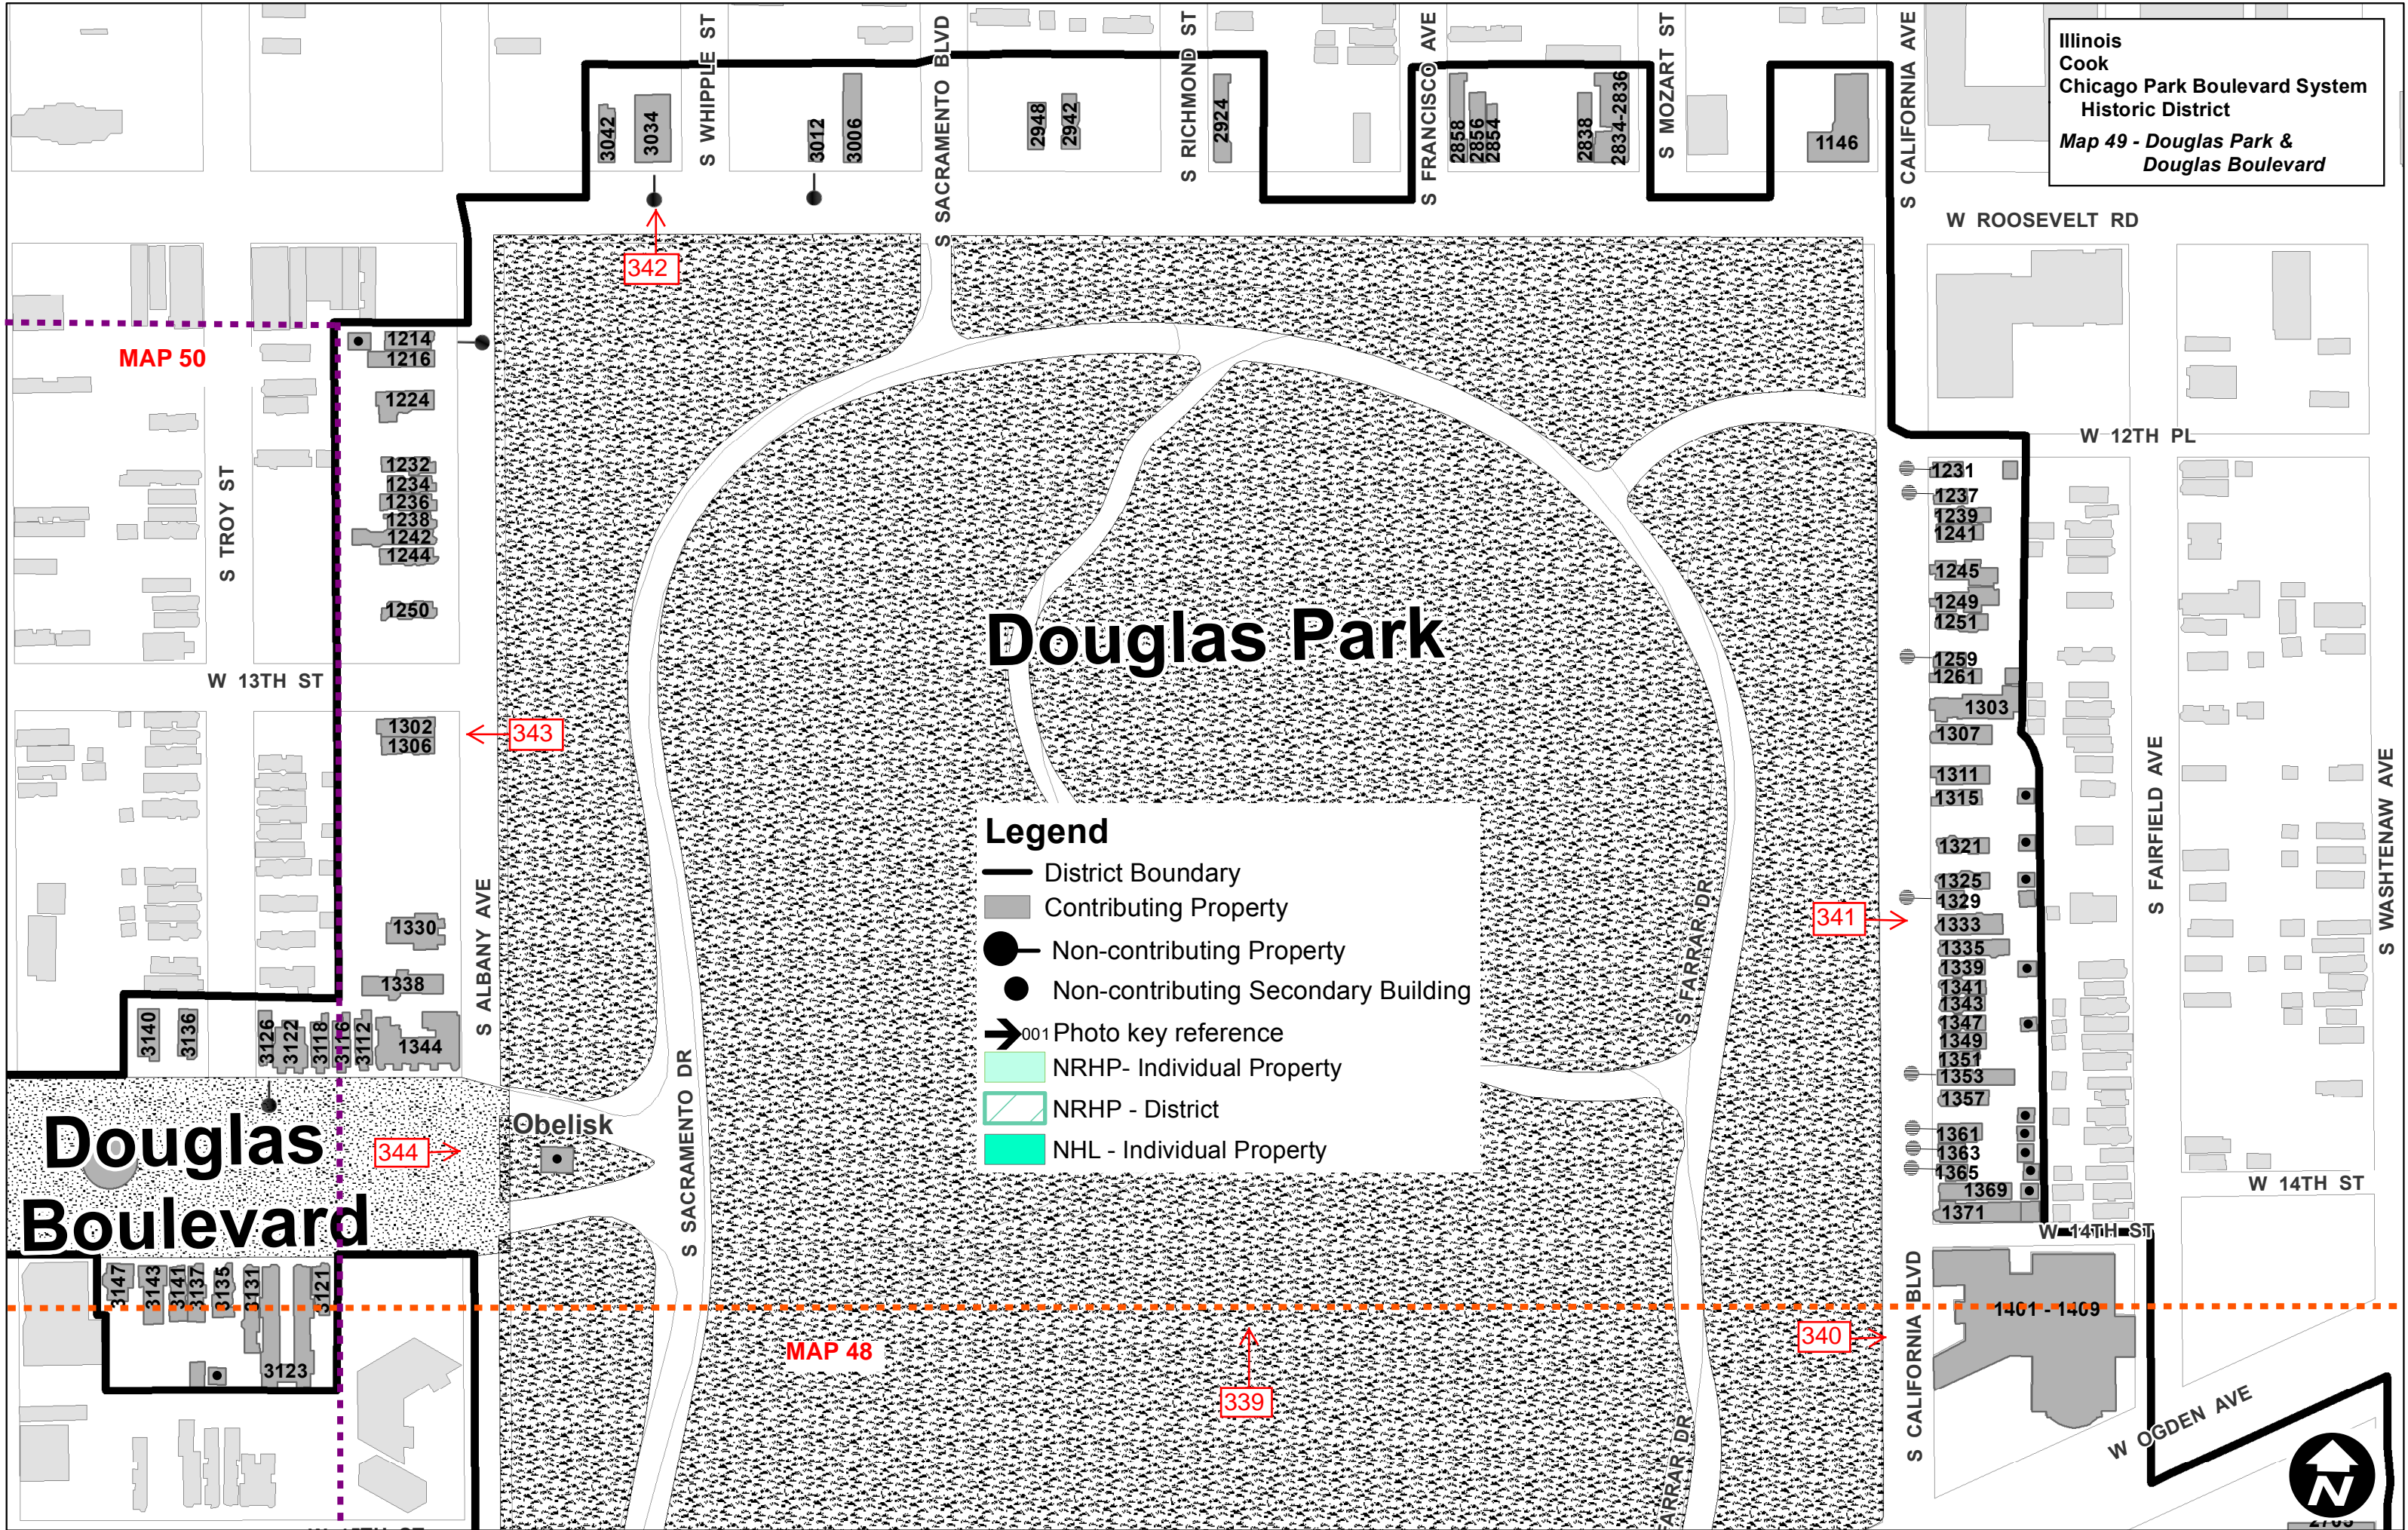 Illinois
Cook
Chicago Park Boulevard System
Historic District
Map 49 - Douglas Park &
Douglas Boulevard
S WHIPPLE ST
S SACRAMENTO BLVD
S RICHMOND ST
S FRANCISCO AVE
S MOZART ST
S CALIFORNIA AVE
W ROOSEVELT RD
3042
3034
3012
3006
2948
2942
2924
2858
2856
2854
2838
2834-2836
1146
342
MAP 50
1214
1216
1224
1232
1234
1236
1238
1242
1244
1250
S TROY ST
W 13TH ST
1302
1306
343
1330
1338
S ALBANY AVE
3140
3136
3126
3122
3118
3116
3112
1344
Douglas Park
W 12TH PL
1231
1237
1239
1241
1245
1249
1251
1259
1261
1303
1307
1311
1315
1321
1325
1329
1333
1335
1339
1341
1343
1347
1349
1351
1353
1357
1361
1363
1365
1369
1371
S FAIRFIELD AVE
S WASHTENAW AVE
341
S FARRAR DR
Legend
District Boundary
Contributing Property
Non-contributing Property
Non-contributing Secondary Building
001 Photo key reference
NRHP- Individual Property
NRHP - District
NHL - Individual Property
S SACRAMENTO DR
Obelisk
Douglas
Boulevard
344
W 14TH ST
W 14TH ST
3147
3143
3141
3137
3135
3131
3121
3123
MAP 48
339
340
S CALIFORNIA BLVD
1401 - 1409
W OGDEN AVE
FARRAR DR
N